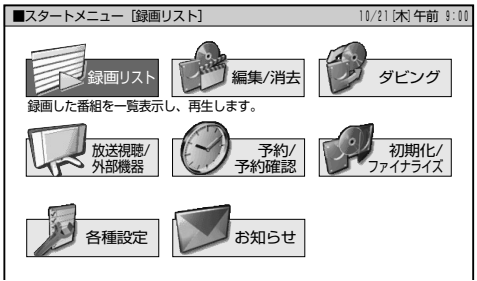 ■スタートメニュー [録画リスト] 10/21[木]午前 9:00
録画リスト 編集/消去 ダビング
録画した番組を一覧表示し、再生します。
放送視聴/ 予約/ 初期化/
外部機器 予約確認 ファイナライズ
各種設定 お知らせ